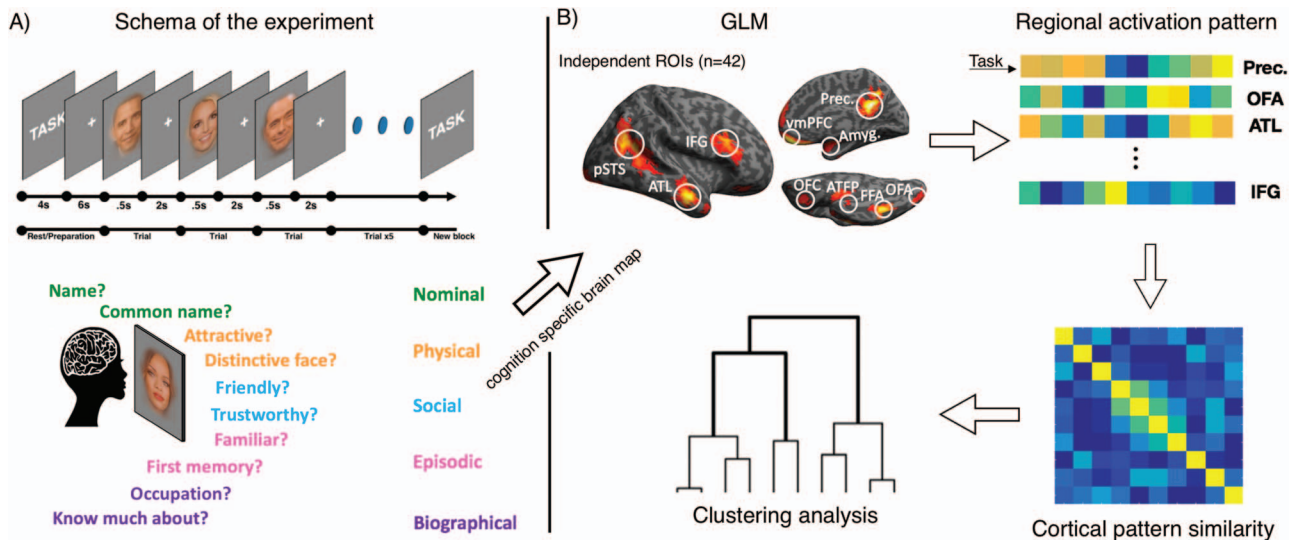 A)
Schema of the experiment
TASK
+
+
+
+
TASK
4s 6s .5s 2s .5s 2s .5s 2s
Rest/Preparation Trial Trial Trial Trial x5 New block
Name?
Common name?
Attractive?
Distinctive face?
Friendly?
Trustworthy?
Familiar?
First memory?
Occupation?
Know much about?
Nominal
Physical
Social
Episodic
Biographical
cognition specific brain map
B)
GLM
Independent ROIs (n=42)
pSTS
IFG
ATL
Prec.
vmPFC
Amyg.
OFC ATFP FFA OFA
Regional activation pattern
Task
Prec.
OFA
ATL
IFG
Clustering analysis
Cortical pattern similarity